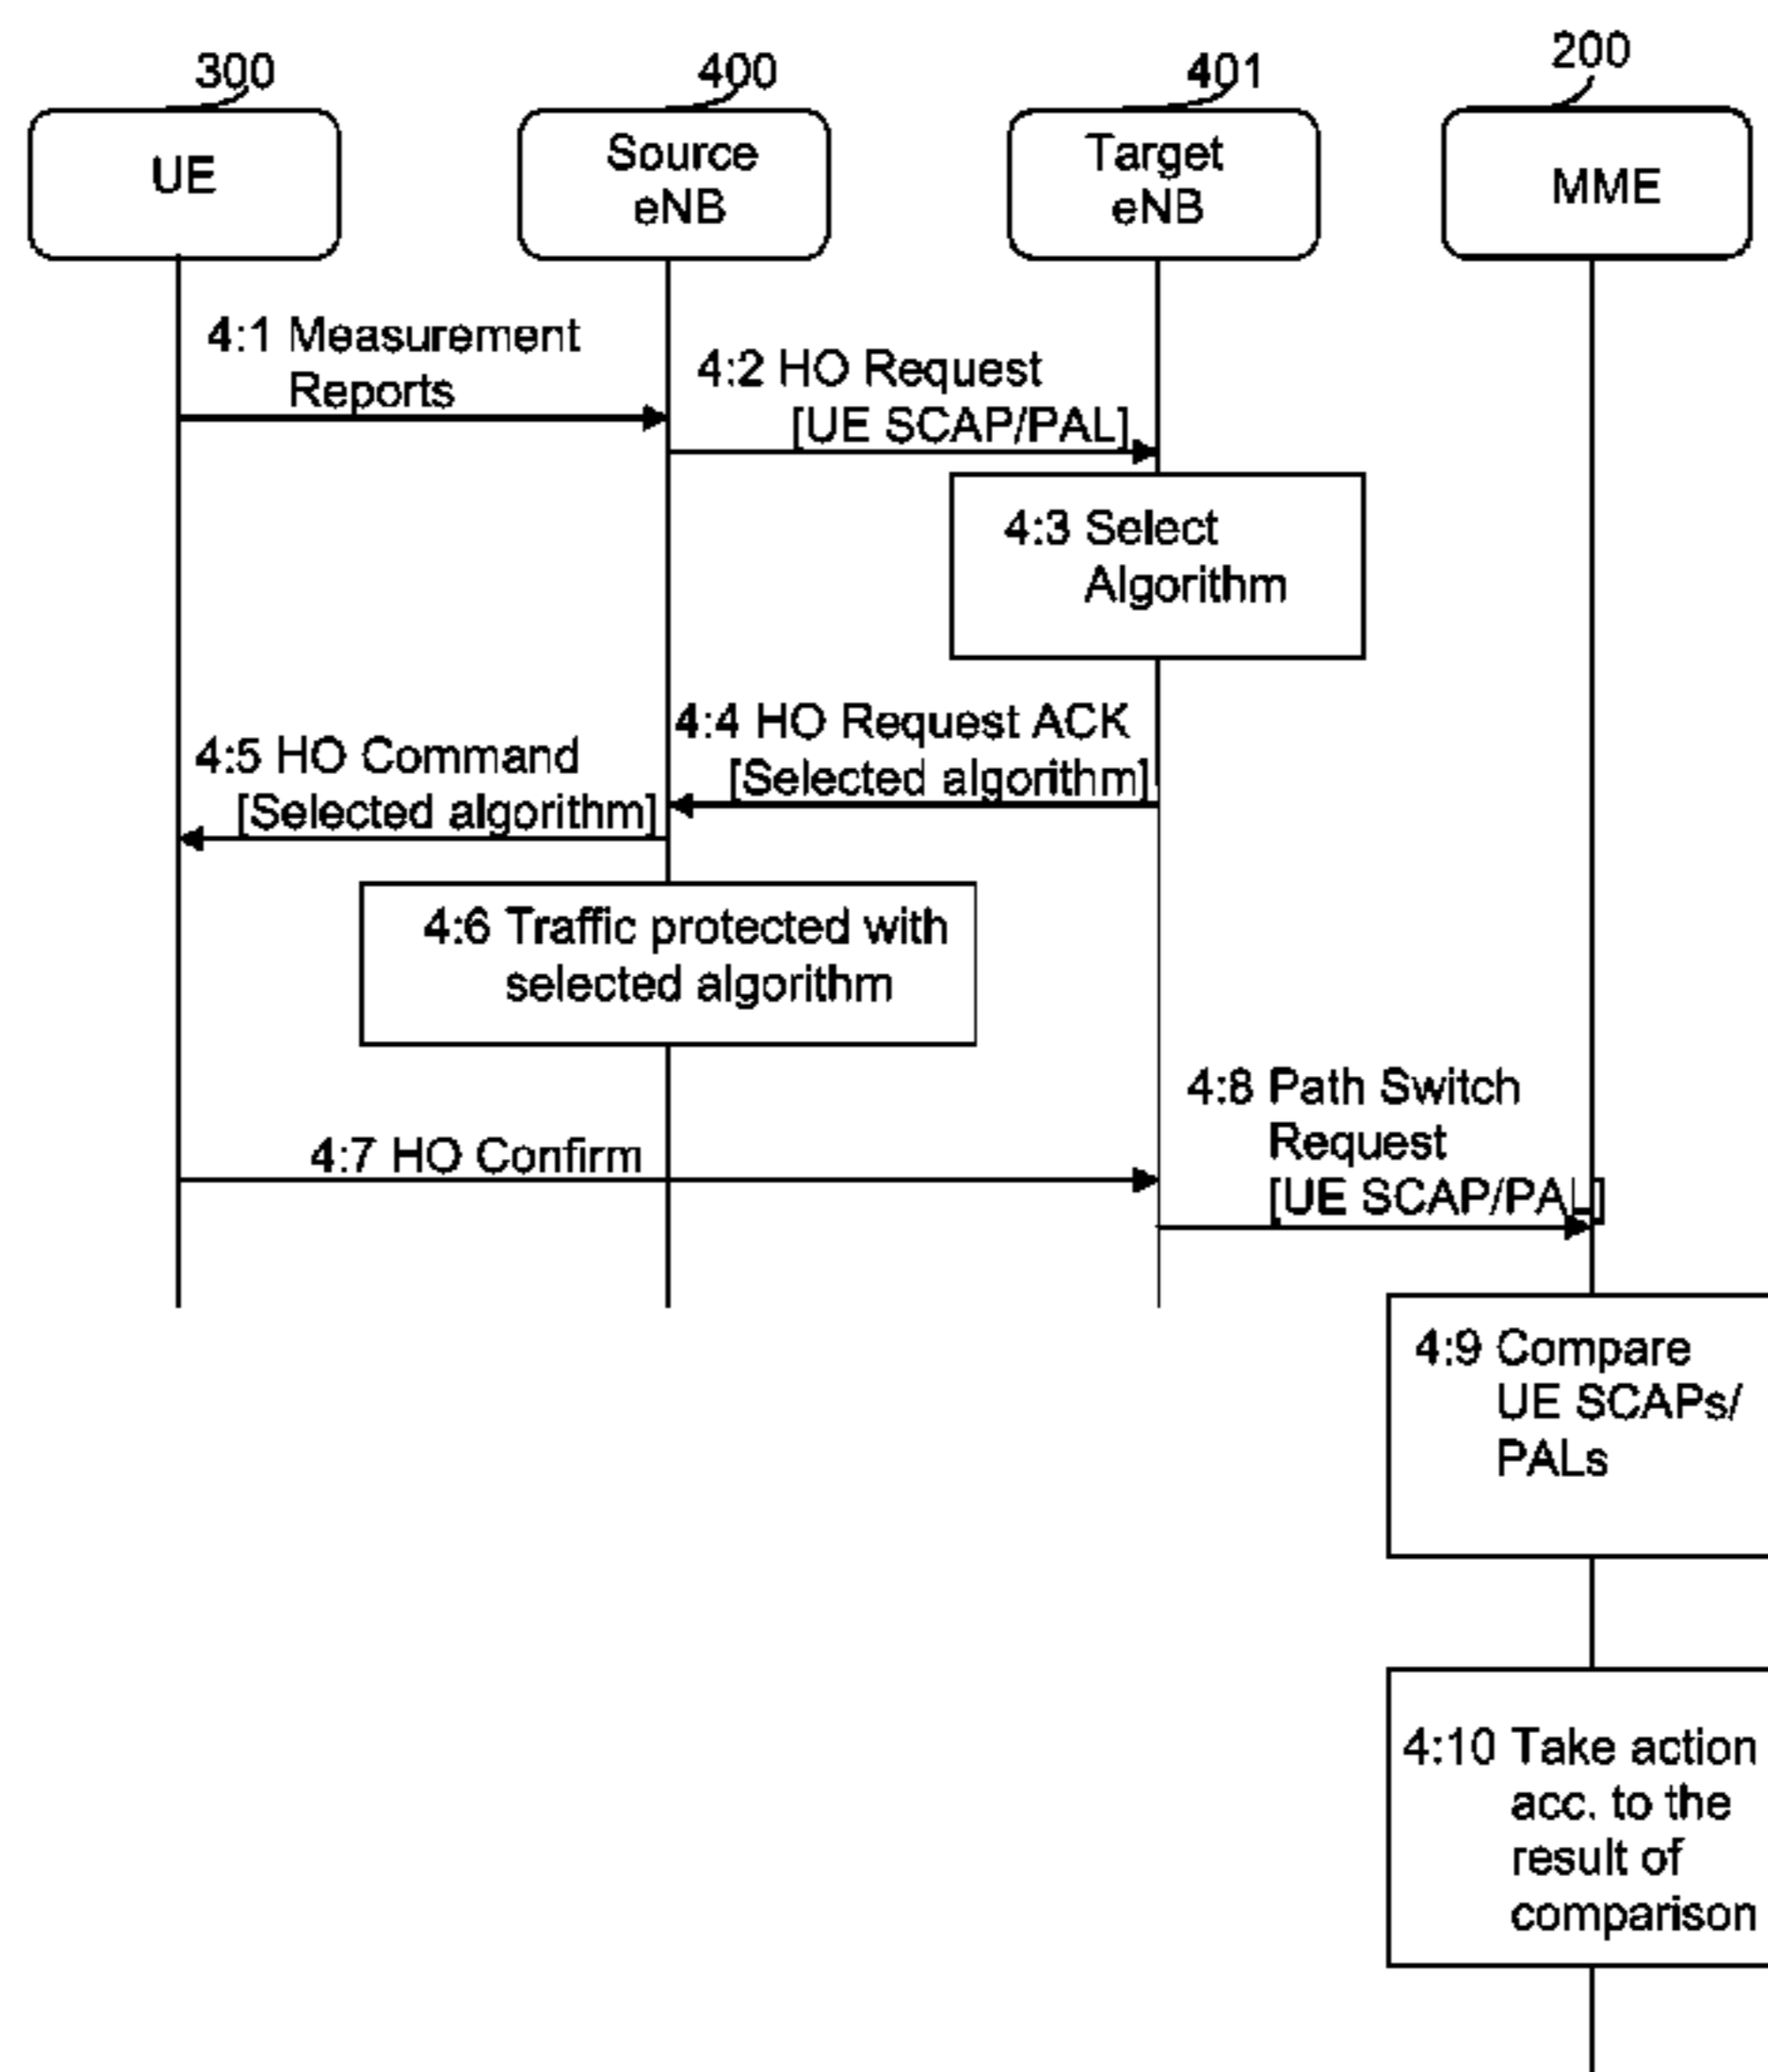 300
400
401
200
UE
Source
eNB
Target
eNB
MME
4:1 Measurement
Reports
4:2 HO Request
[UE SCAP/PAL]
4:3 Select
Algorithm
4:4 HO Request ACK
[Selected algorithm]
4:5 HO Command
[Selected algorithm]
4:6 Traffic protected with
selected algorithm
4:7 HO Confirm
4:8 Path Switch
Request
[UE SCAP/PAL]
4:9 Compare
UE SCAPs/
PALs
4:10 Take action
acc. to the
result of
comparison